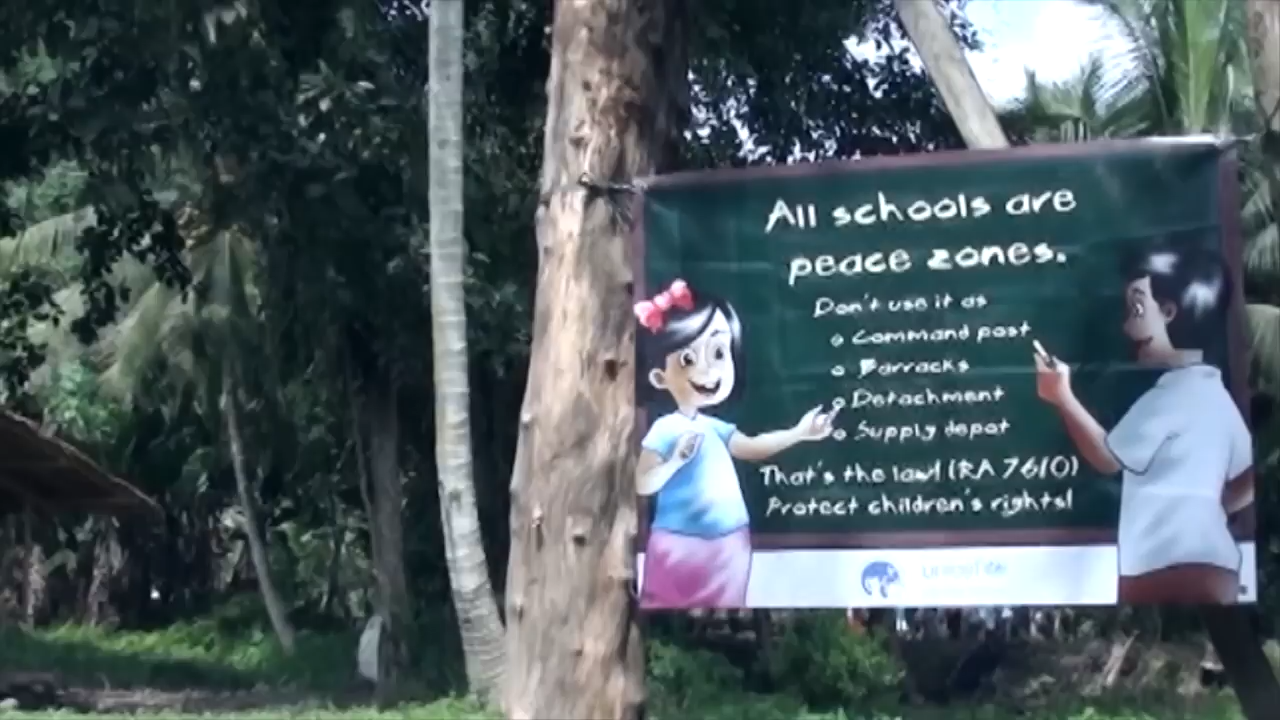 All schools are
peace zones.
Don't use it as
o Command post
o Barracks
o Detachment
o Supply depot
That's the law! (RA 7610)
Protect children's rights!
unicef